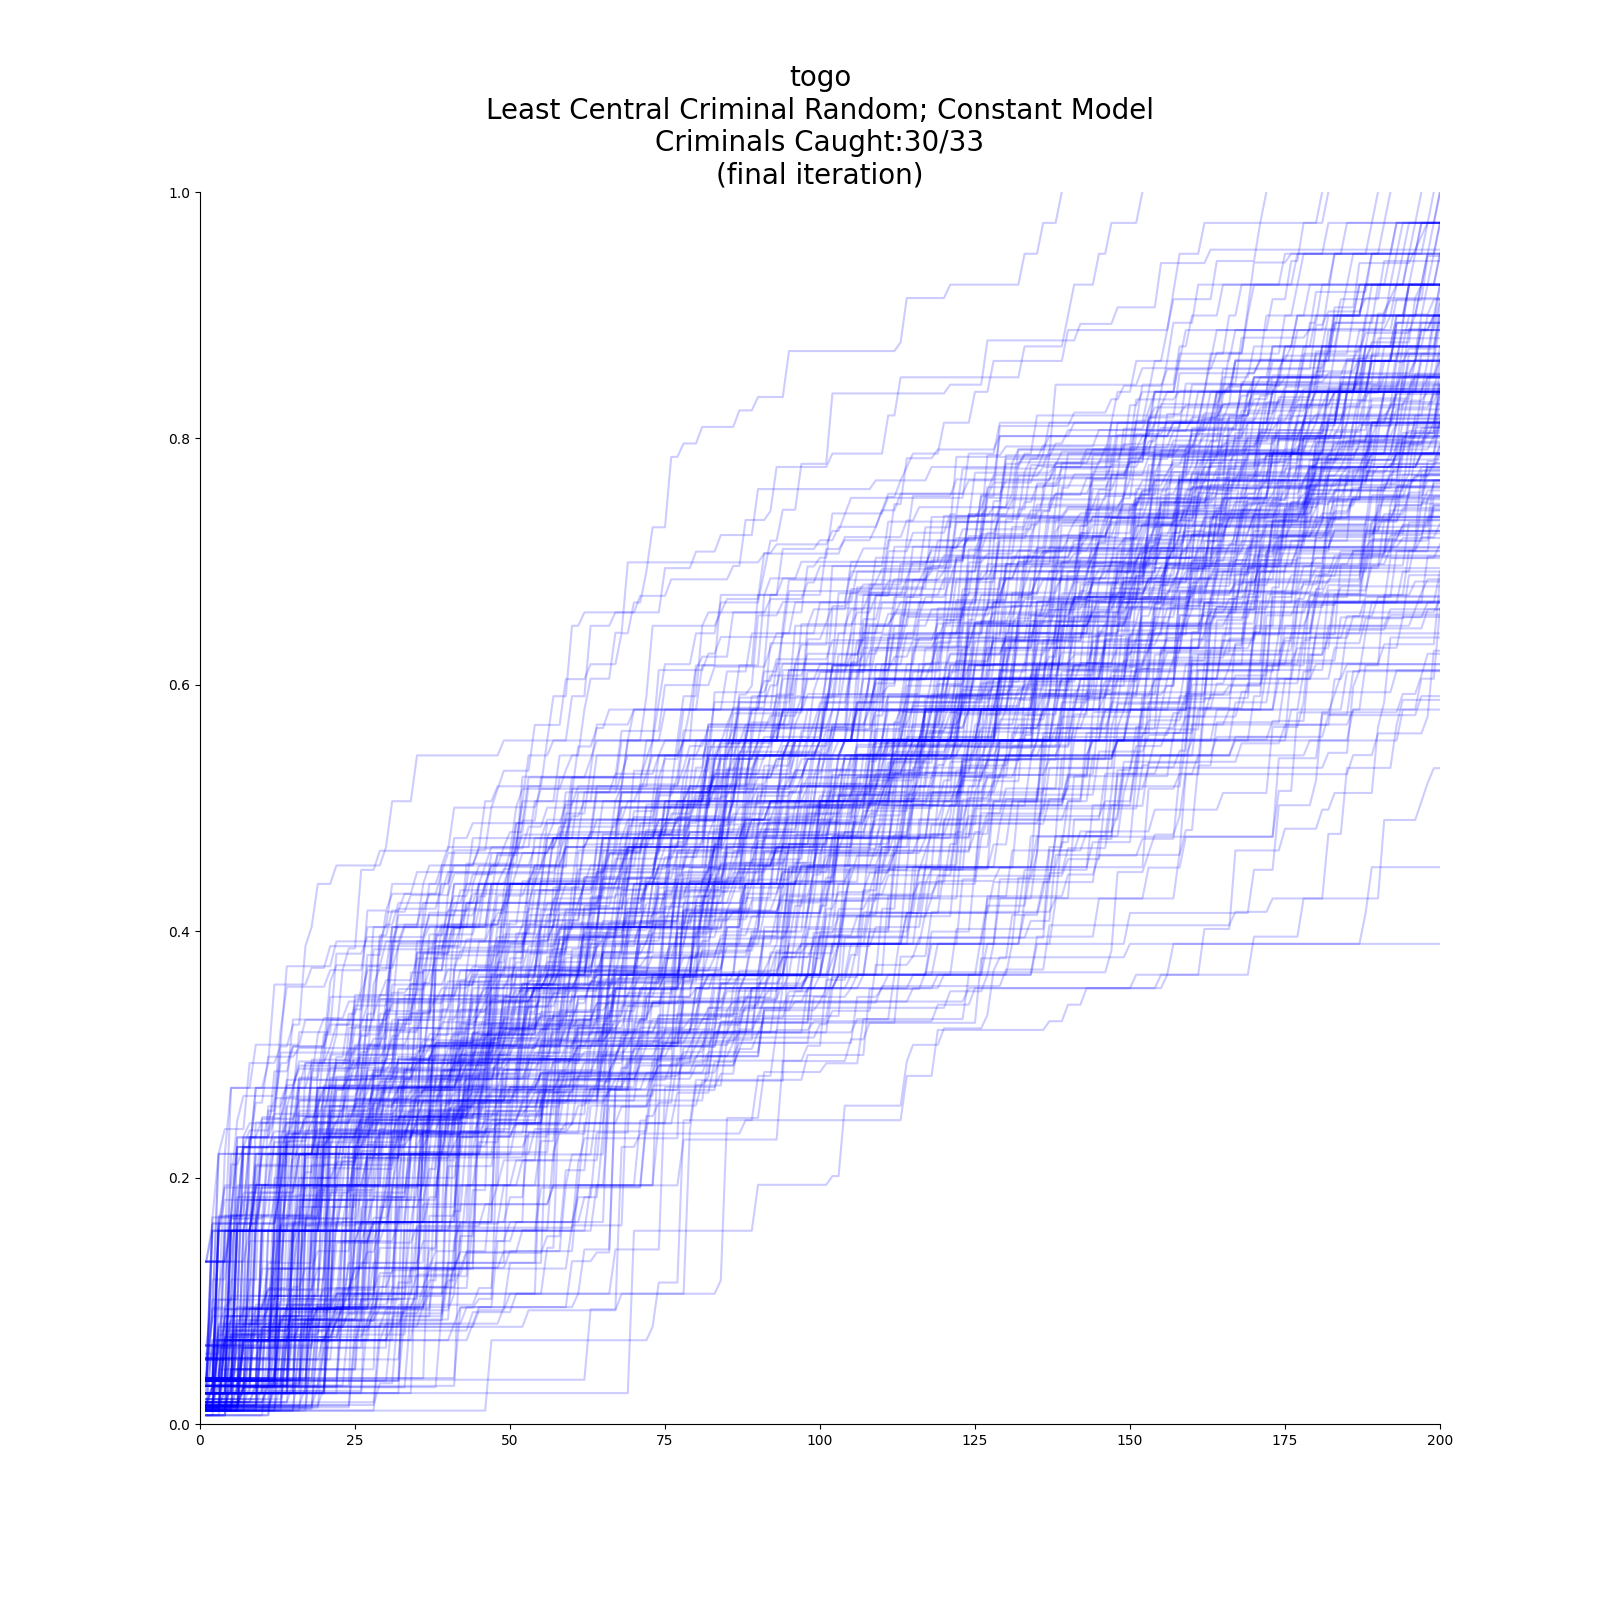 togo
Least Central Criminal Random; Constant Model
Criminals Caught:30/33
(final iteration)
1.0
0.8
0.6
0.4
0.2
0.0
0 25 50 75 100 125 150 175 200